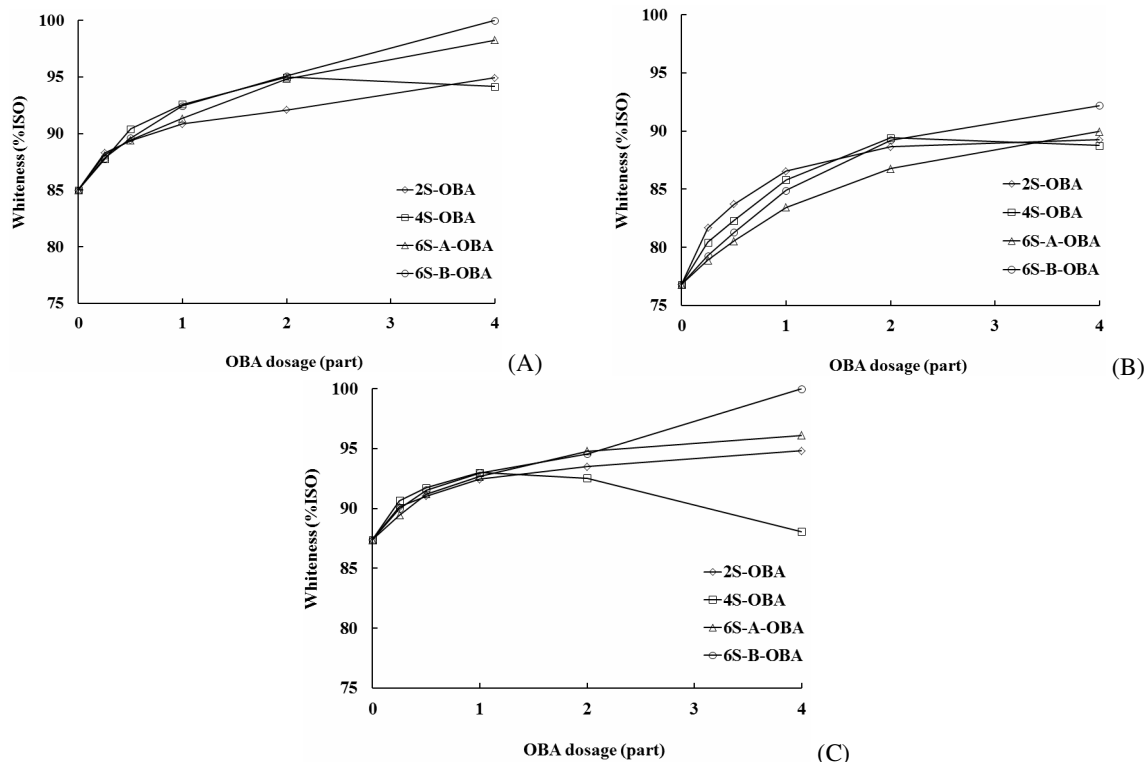 100
95
90
85
80
75
Whiteness (%ISO)
2S-OBA
4S-OBA
6S-A-OBA
6S-B-OBA
0 1 2 3 4
OBA dosage (part)
(A)
100
95
90
85
80
75
Whiteness (%ISO)
2S-OBA
4S-OBA
6S-A-OBA
6S-B-OBA
0 1 2 3 4
OBA dosage (part)
(B)
100
95
90
85
80
75
Whiteness (%ISO)
2S-OBA
4S-OBA
6S-A-OBA
6S-B-OBA
0 1 2 3 4
OBA dosage (part)
(C)